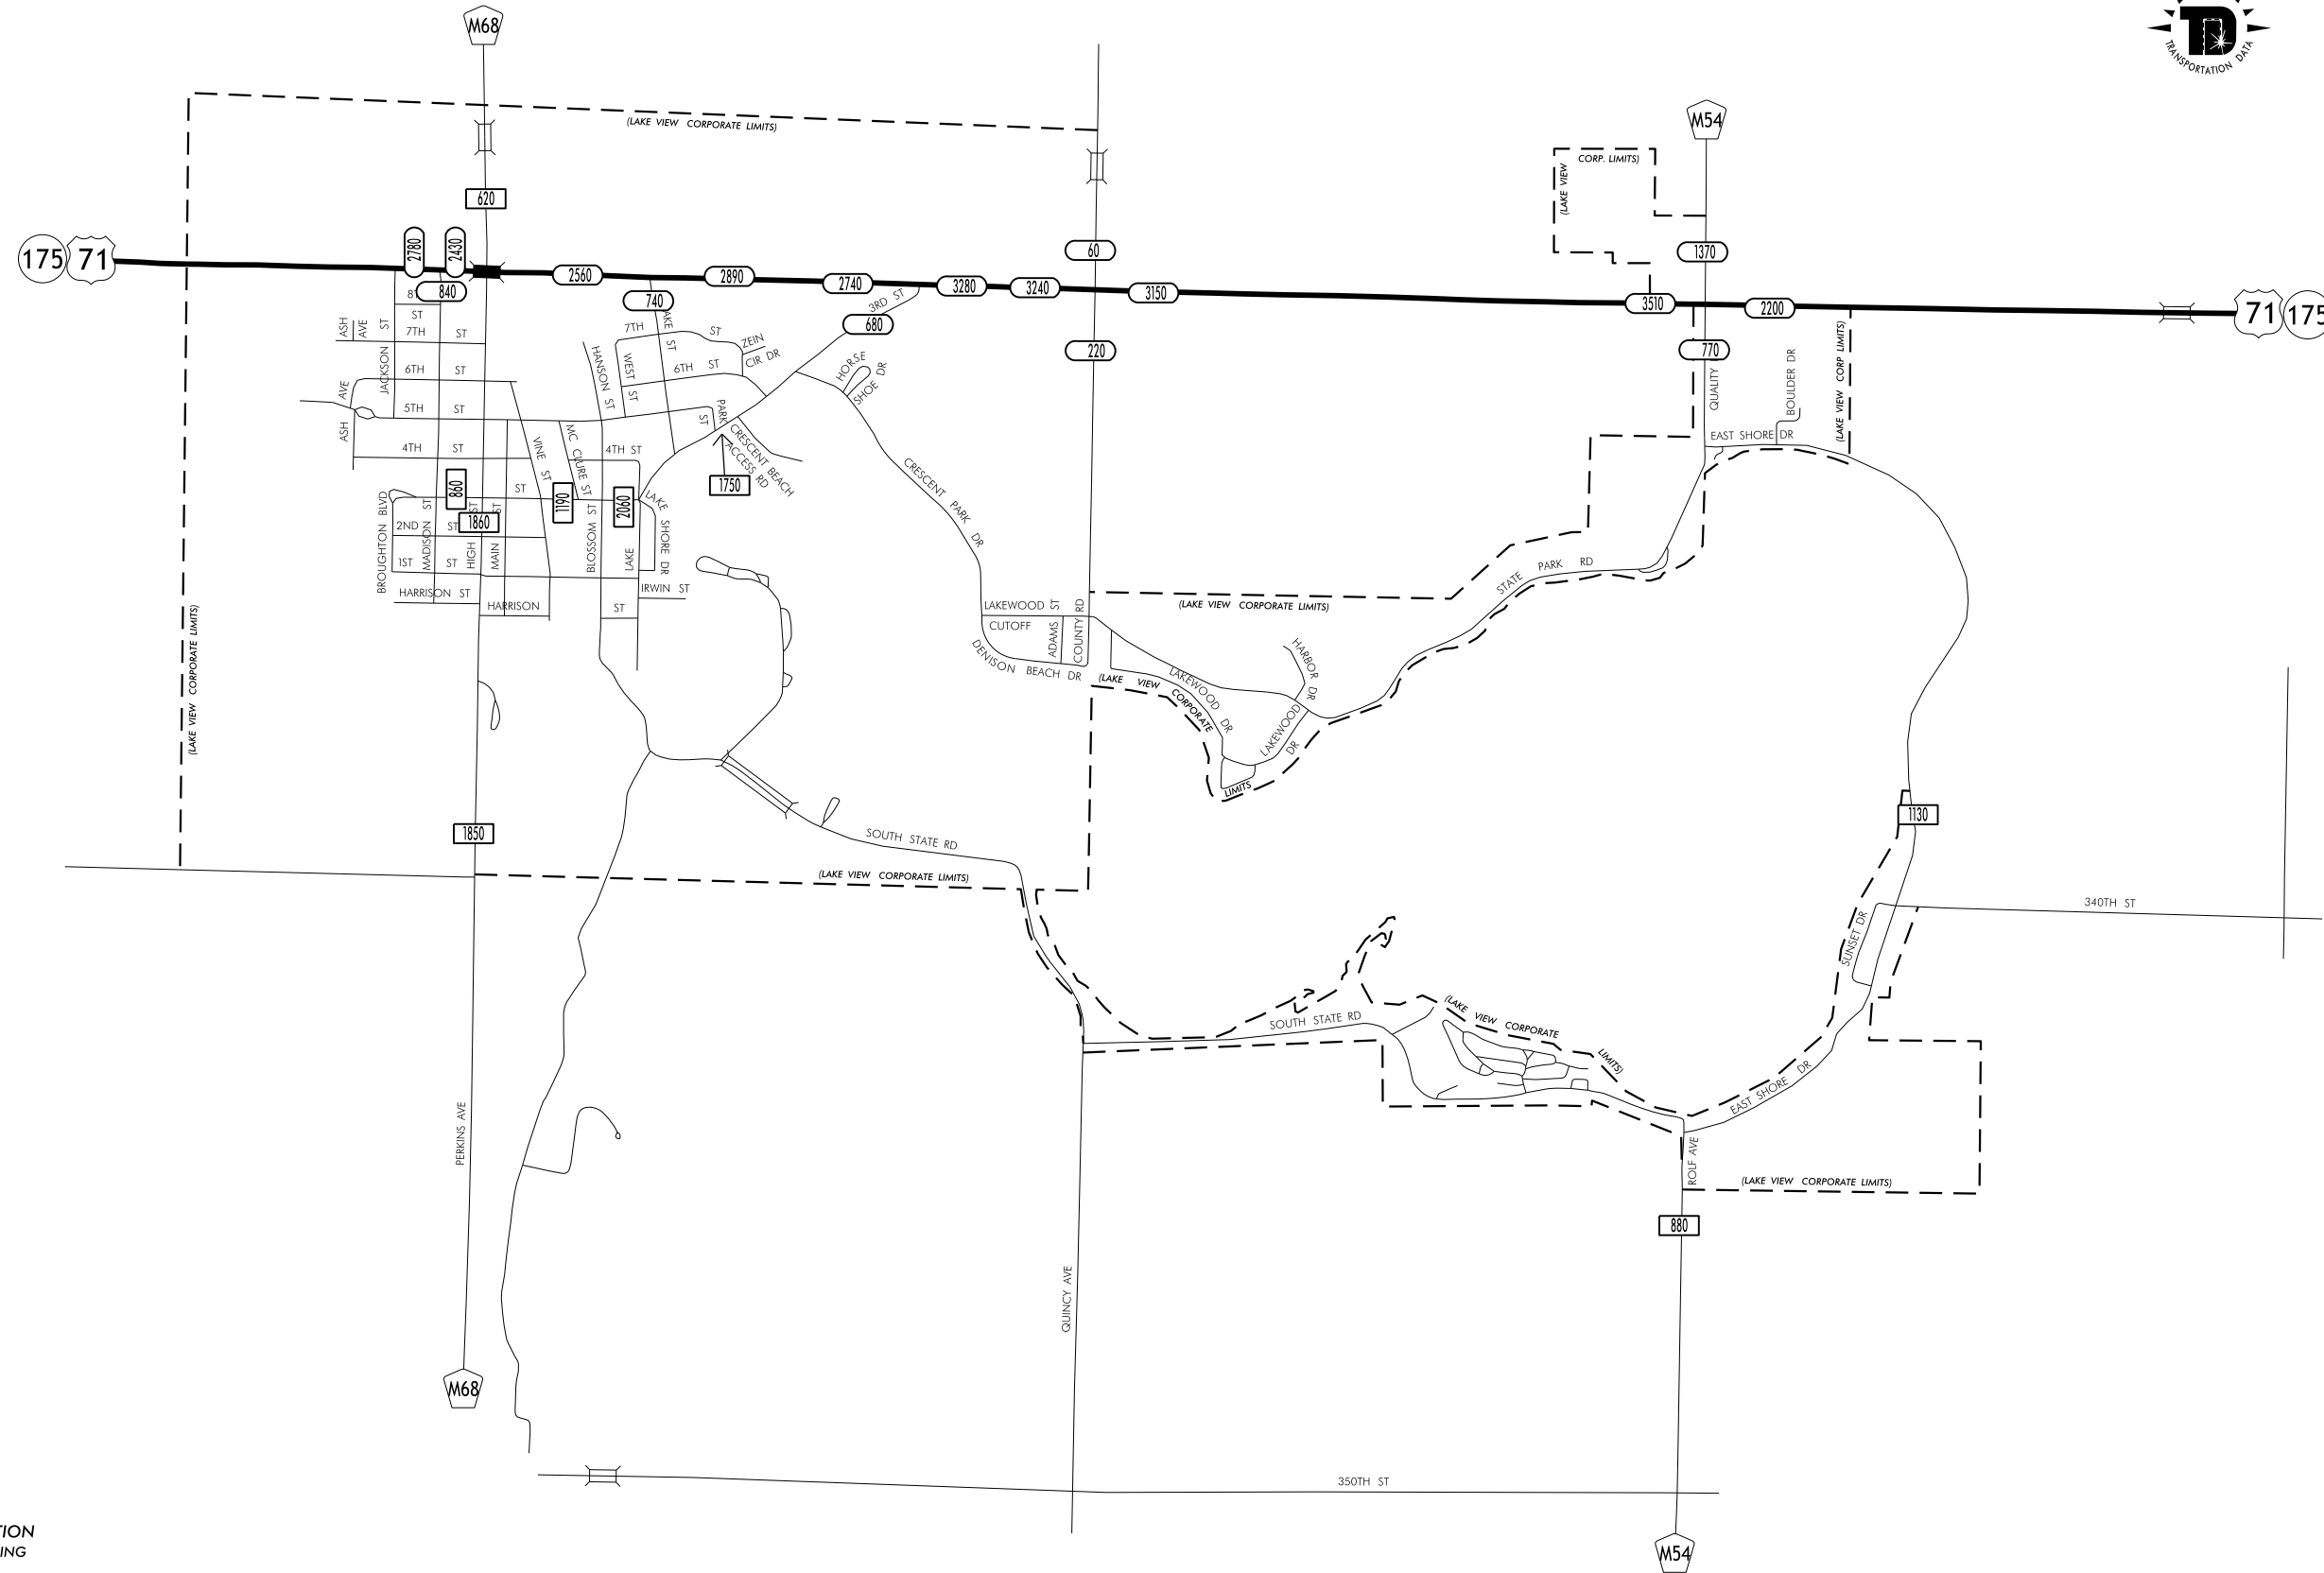 M68
TRANSPORTATION DATA
(LAKE VIEW CORPORATE LIMITS)
M54
(LAKE VIEW
CORP. LIMITS)
620
175
71
2780
2430
840
2560
740
2890
2740
680
3280
3240
60
3150
3510
1370
2200
71
175
220
770
ASH
AVE
JACKSON
ST
ST
7TH
ST
6TH
ST
AVE
5TH
ST
ASH
4TH
ST
HANSON
ST
7TH
ST
WEST
ST
6TH
ST
ZEIN
CIR DR
3RD ST
HORSE
SHOE DR
PARK
ST
CRESCENT BEACH
ACCESS RD
1750
MC CLURE ST
4TH ST
VINE
ST
QUALITY
BOULDER DR
EAST SHORE DR
(LAKE VIEW CORP LIMITS)
CRESCENT PARK DR
BROUGHTON BLVD
860
1860
1190
2060
ST
2ND
ST
1ST
ST
MADISON ST
HIGH
ST
MAIN
ST
BLOSSOM ST
LAKE
LAKE SHORE DR
HARRISON ST
HARRISON
ST
IRWIN ST
STATE PARK RD
(LAKE VIEW CORPORATE LIMITS)
LAKEWOOD
CUTOFF
ADAMS
ST
COUNTY RD
DENISON BEACH DR
(LAKE VIEW CORPORATE
LIMITS
LAKEWOOD DR
HARBOR DR
LAKEWOOD
DR
(LAKE VIEW CORPORATE LIMITS)
1850
SOUTH STATE RD
(LAKE VIEW CORPORATE LIMITS)
1130
340TH ST
SUNSET DR
SOUTH STATE RD
(LAKE VIEW CORPORATE
LIMITS)
EAST SHORE DR
PERKINS AVE
ROLF AVE
(LAKE VIEW CORPORATE LIMITS)
880
QUINCY AVE
M68
350TH ST
M54